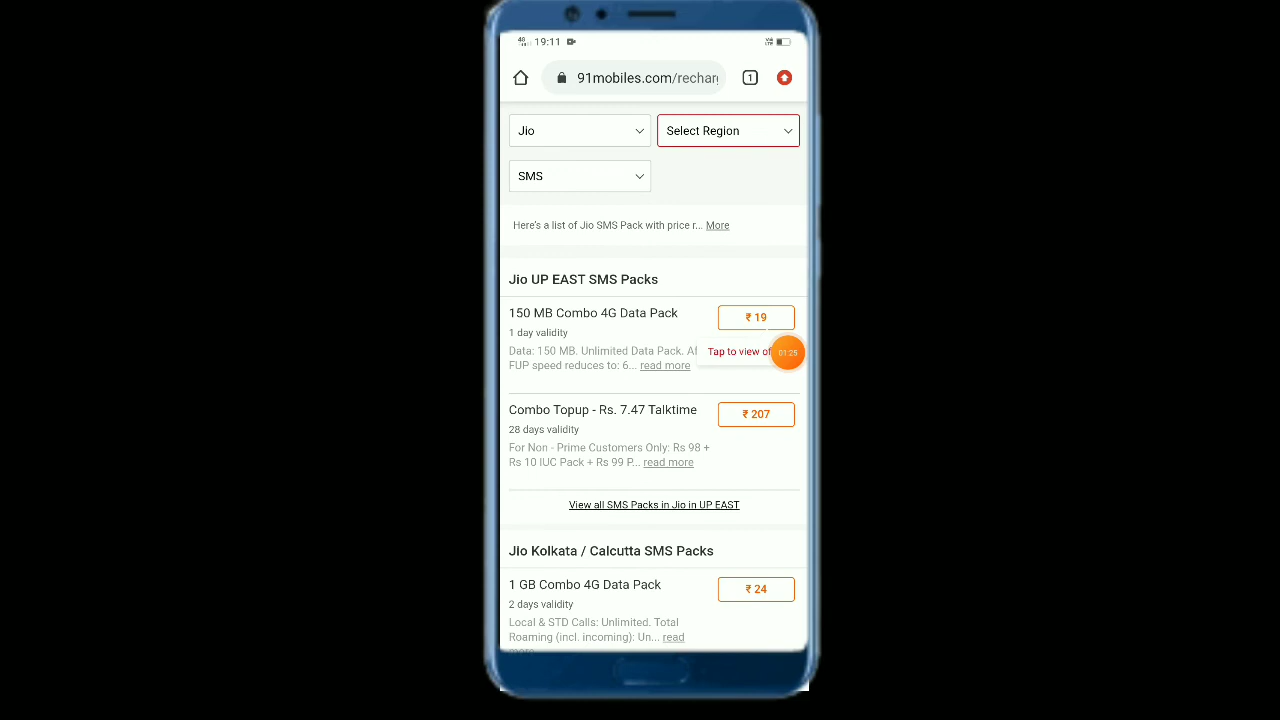 4G 19:11
91mobiles.com/rechar
1
Jio
Select Region
SMS
Here's a list of Jio SMS Pack with price r... More
Jio UP EAST SMS Packs
150 MB Combo 4G Data Pack
₹ 19
1 day validity
Data: 150 MB. Unlimited Data Pack. Af
Tap to view of
01:25
FUP speed reduces to: 6... read more
Combo Topup - Rs. 7.47 Talktime
₹ 207
28 days validity
For Non - Prime Customers Only: Rs 98 +
Rs 10 IUC Pack + Rs 99 P... read more
View all SMS Packs in Jio in UP EAST
Jio Kolkata / Calcutta SMS Packs
1 GB Combo 4G Data Pack
₹ 24
2 days validity
Local & STD Calls: Unlimited. Total
Roaming (incl. incoming): Un... read
more